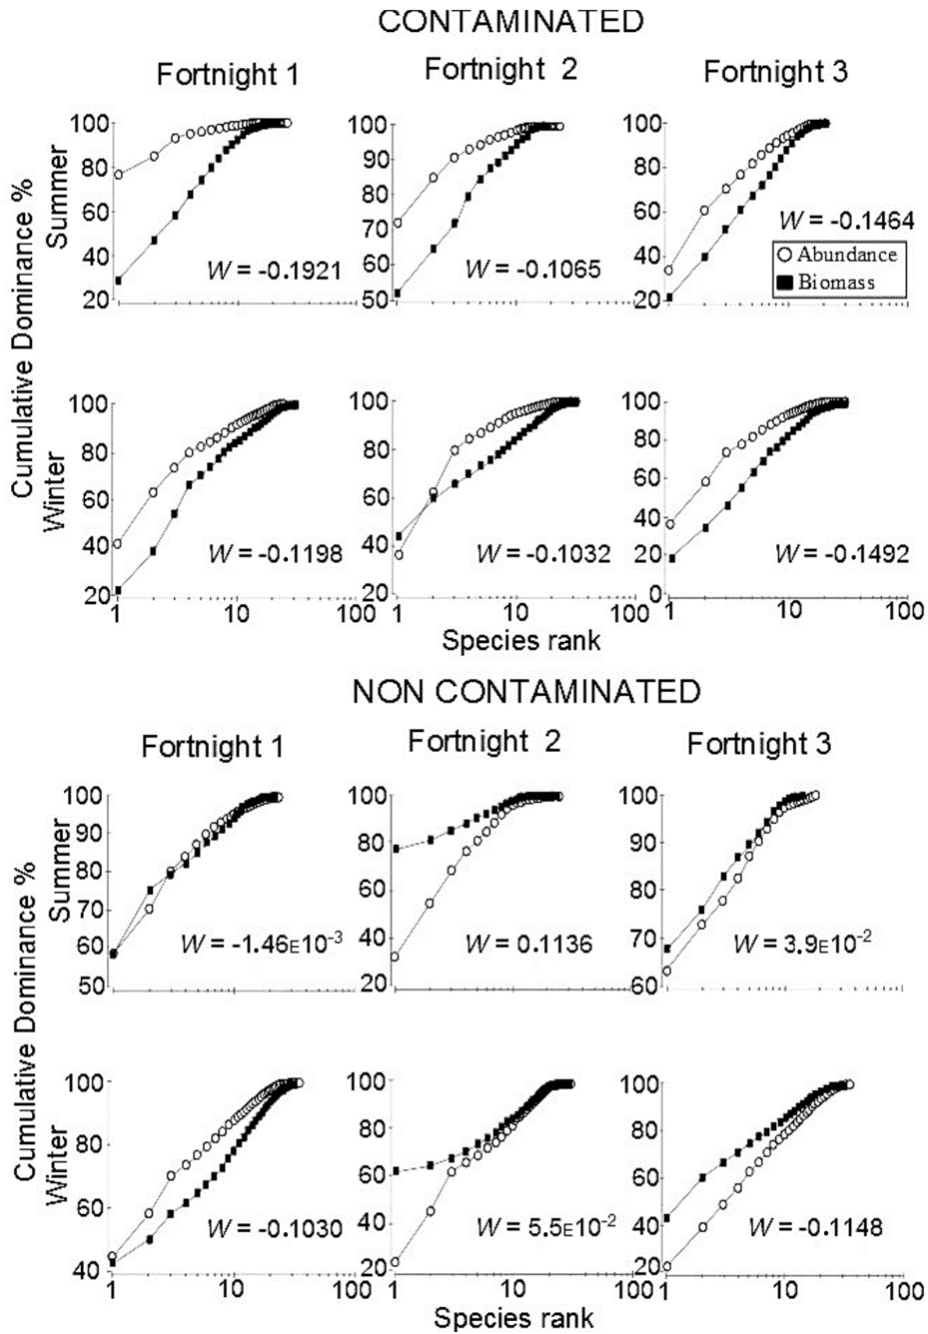 CONTAMINATED
Fortnight 1
Fortnight 2
Fortnight 3
Cumulative Dominance %
Summer
100
80
60
40
20
W = -0.1921
100
90
80
70
60
50
10
100
W = -0.1065
100
80
60
40
20
W = -0.1464
Abundance
Biomass
Winter
100
80
60
40
20
1
10
100
W = -0.1198
100
80
60
40
20
1
10
100
W = -0.1032
100
80
60
40
20
0
1
10
100
W = -0.1492
Species rank
NON CONTAMINATED
Fortnight 1
Fortnight 2
Fortnight 3
Cumulative Dominance %
Summer
100
90
80
70
60
50
W = -1.46E10-3
100
80
60
40
20
W = 0.1136
100
90
80
70
60
W = 3.9E10-2
Winter
100
80
60
40
1
10
100
W = -0.1030
100
80
60
40
20
1
10
100
W = 5.5E10-2
100
80
60
40
20
1
10
100
W = -0.1148
Species rank